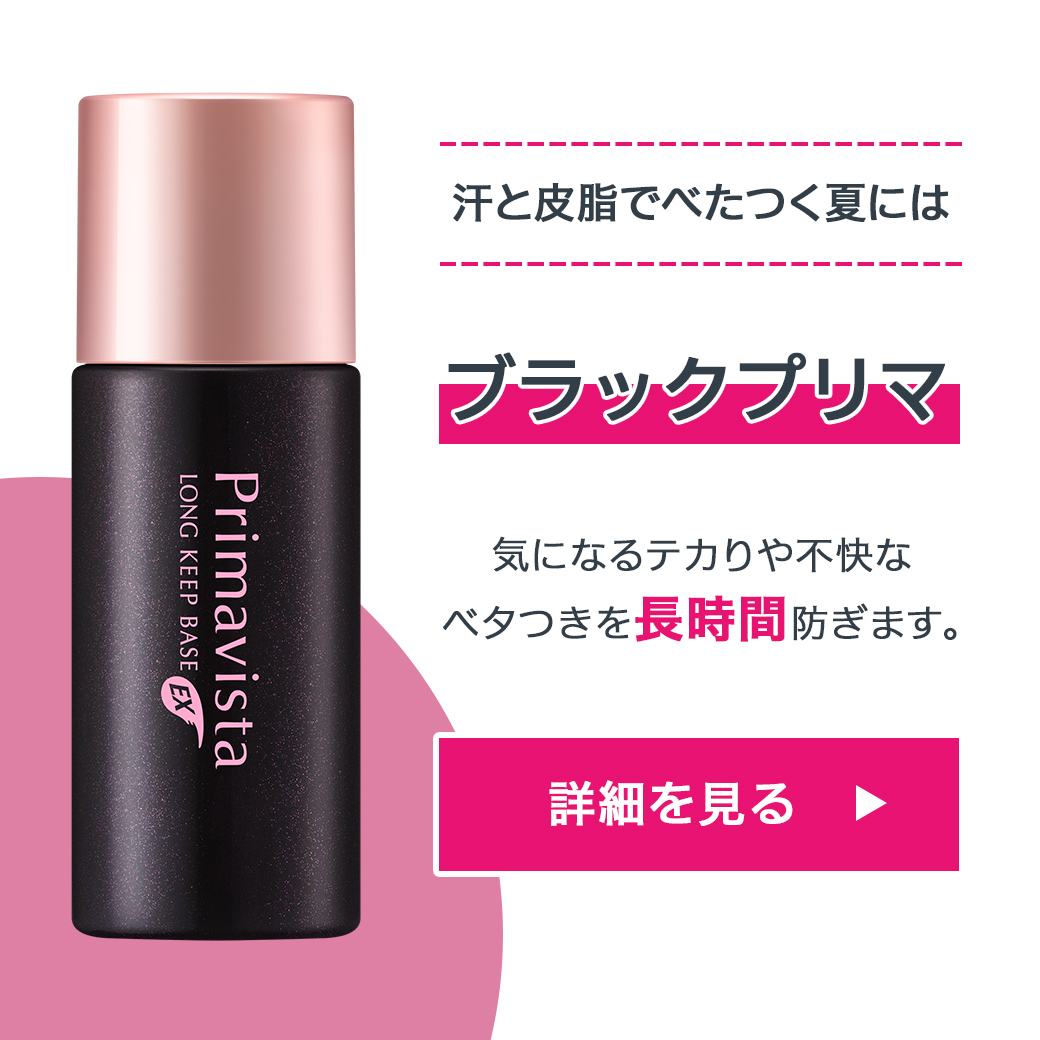 Primavista
LONG KEEP BASE
EX
汗と皮脂でべたつく夏には
ブラックプリマ
気になるテカりや不快な
ベタつきを長時間防ぎます。
詳細を見る